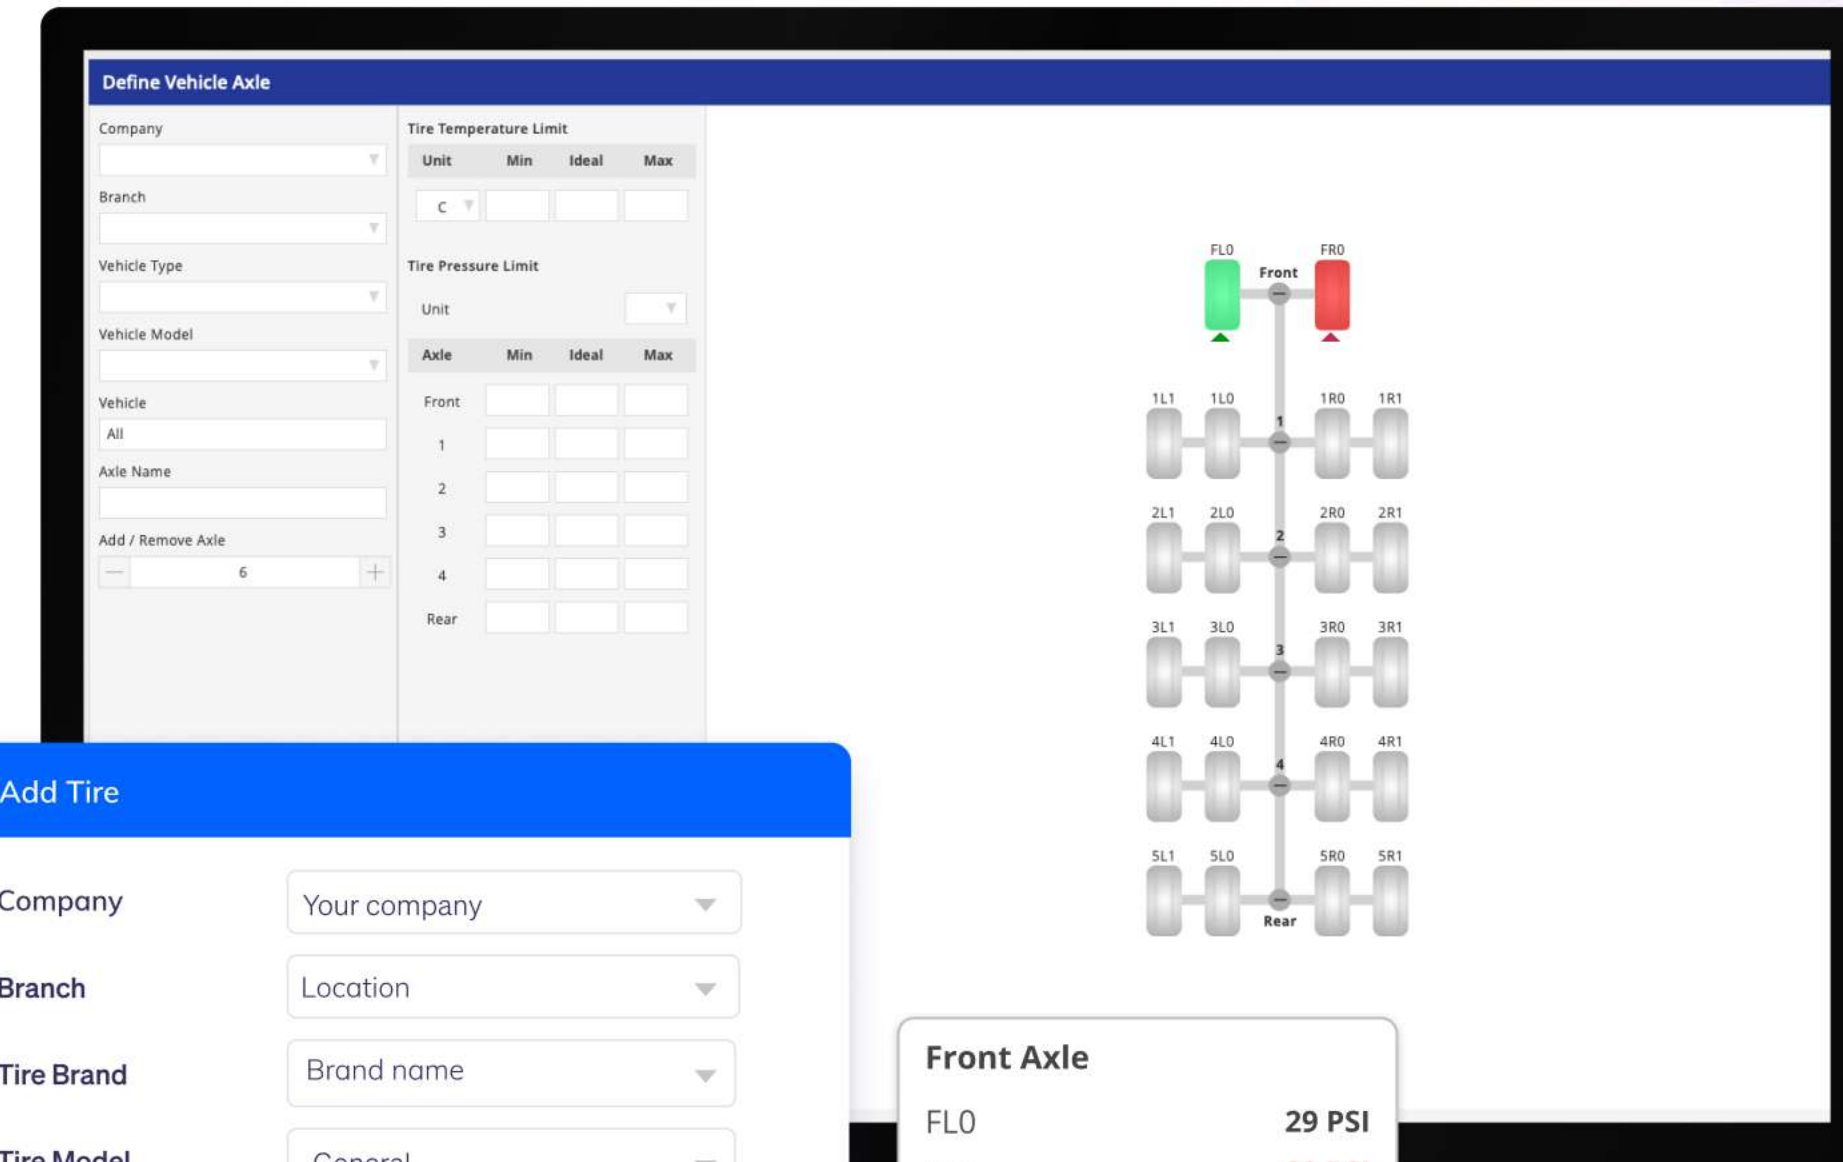 Define Vehicle Axle
Company
Branch
Vehicle Type
Vehicle Model
Vehicle
All
Axle Name
Add / Remove Axle
6
Tire Temperature Limit
Unit Min Ideal Max
C
Tire Pressure Limit
Unit
Axle Min Ideal Max
Front
1
2
3
4
Rear
FL0 FR0
Front
1L1 1L0 1R0 1R1
1
2L1 2L0 2R0 2R1
2
3L1 3L0 3R0 3R1
3
4L1 4L0 4R0 4R1
4
5L1 5L0 5R0 5R1
Rear
Add Tire
Company Your company
Branch Location
Tire Brand Brand name
Tire Model General
Front Axle
FL0 29 PSI